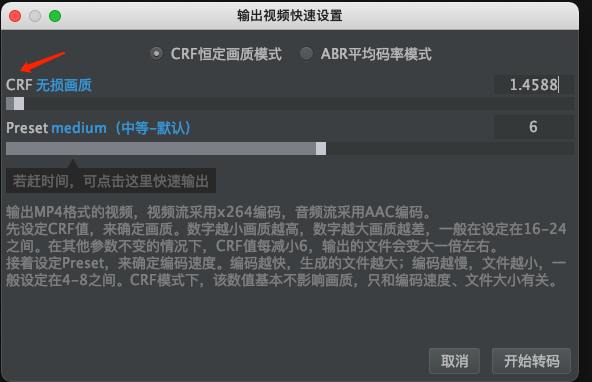 输出视频快速设置
CRF恒定画质模式 ABR平均码率模式
CRF 无损画质 1.4588
Preset medium（中等-默认） 6
若赶时间，可点击这里快速输出
输出MP4格式的视频，视频流采用x264编码，音频流采用AAC编码。
先设定CRF值，来确定画质。数字越小画质越高，数字越大画质越差，一般在设定在16-24
之间。在其他参数不变的情况下，CRF值每减小6，输出的文件会变大一倍左右。
接着设定Preset，来确定编码速度。编码越快，生成的文件越大；编码越慢，文件越小，一
般设定在4-8之间。CRF模式下，该数值基本不影响画质，只和编码速度、文件大小有关。
取消 开始转码